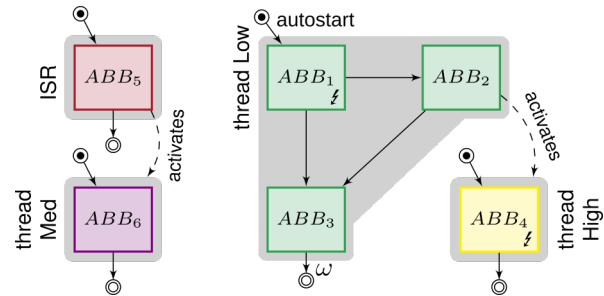 autostart
ISR
ABB5
activates
thread
Med
ABB6
thread Low
ABB1
ABB2
ABB3
ω
activates
ABB4
thread
High